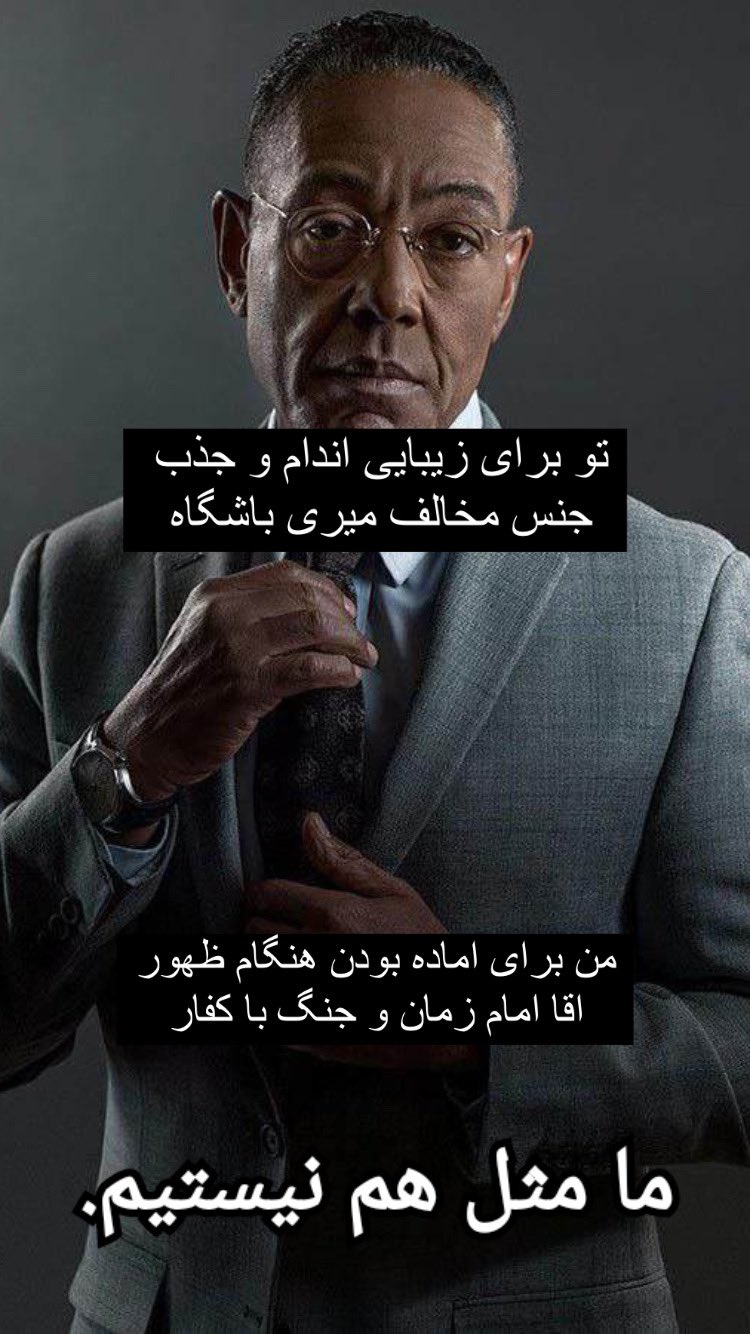 تو برای زیبایی اندام و جذب
جنس مخالف میری باشگاه
من برای اماده بودن هنگام ظهور
اقا امام زمان و جنگ با کفار
ما مثل هم نیستیم.